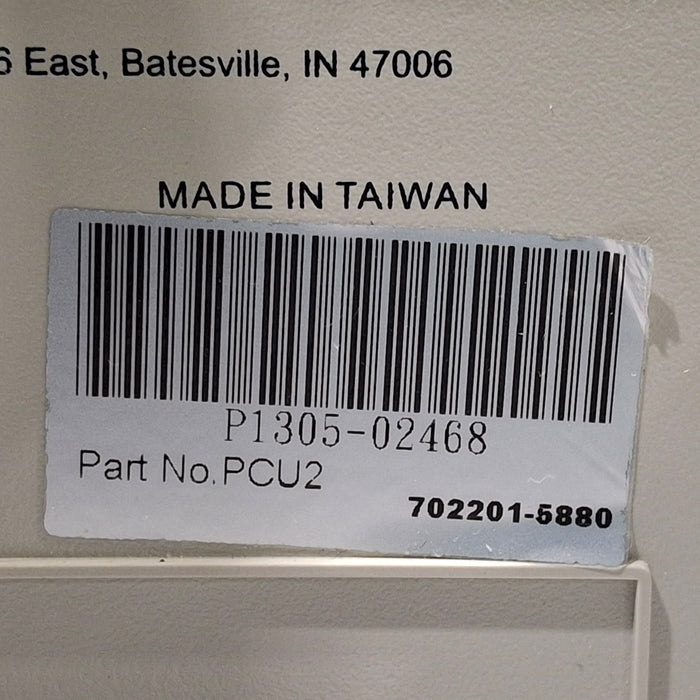 6 East, Batesville, IN 47006
MADE IN TAIWAN
P1305-02468
Part No.PCU2
702201-5880